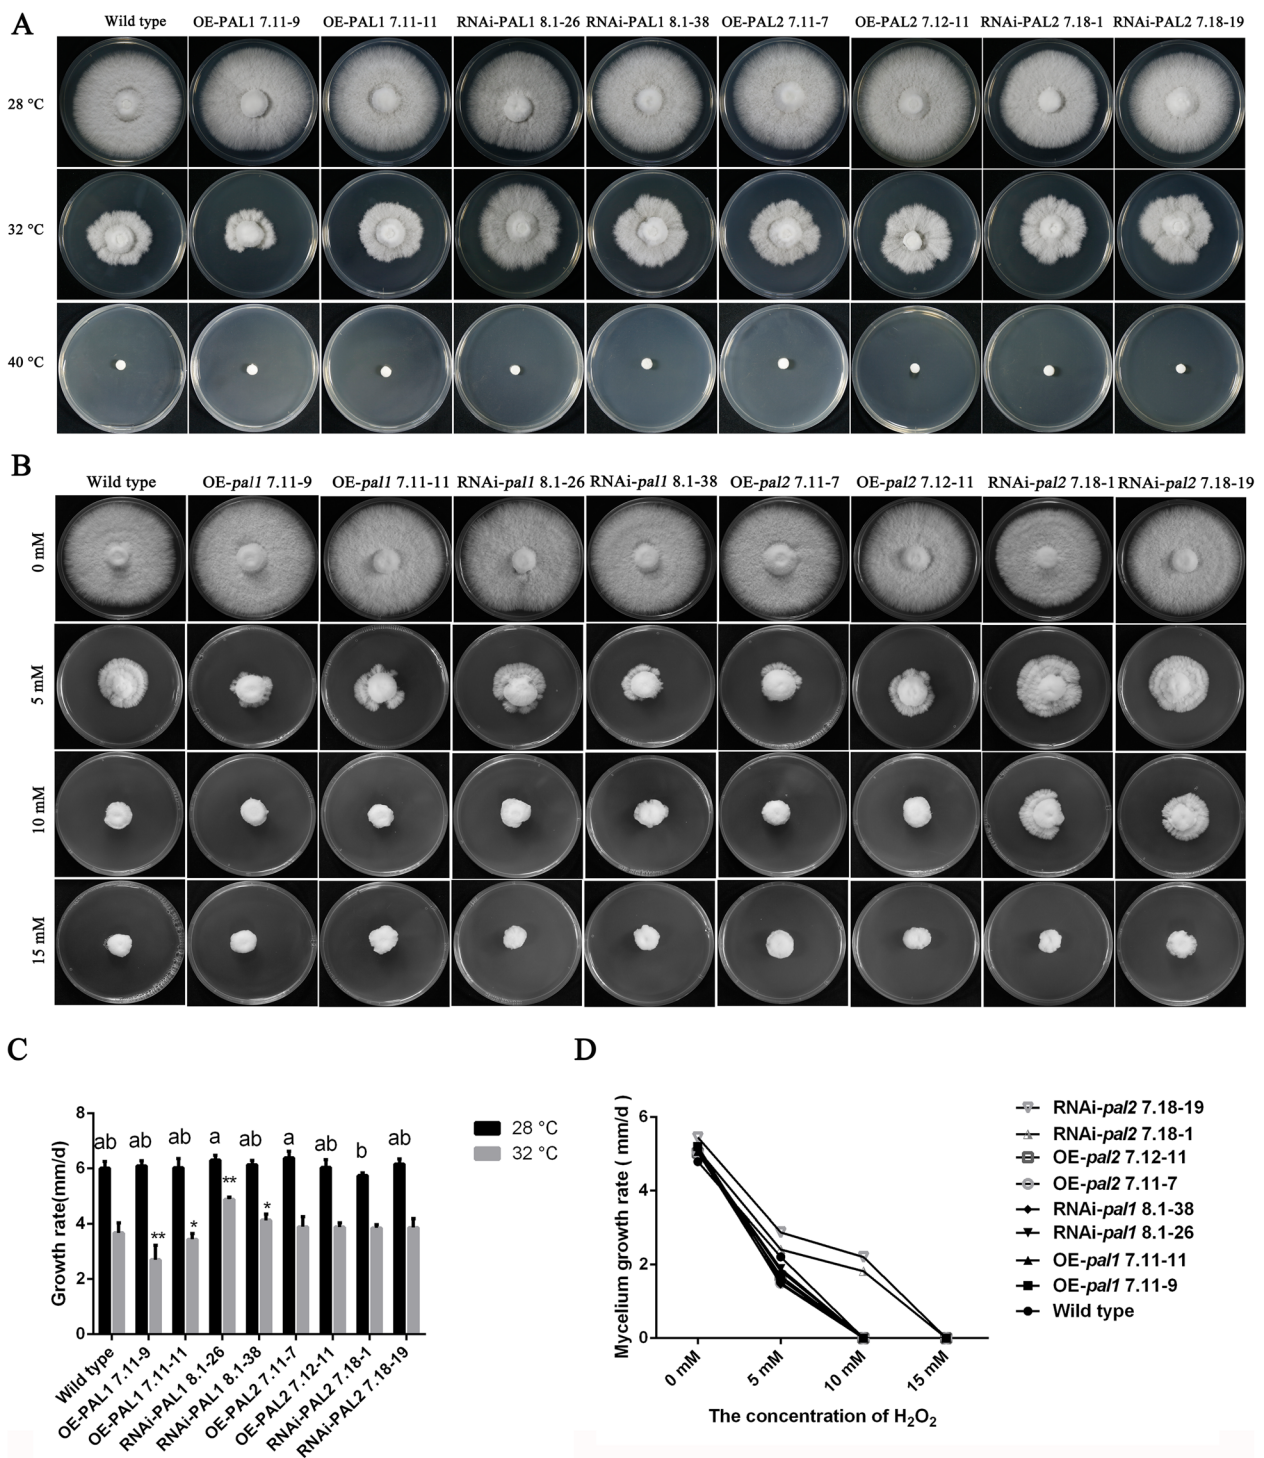 A
Wild type OE-PAL1 7.11-9 OE-PAL1 7.11-11 RNAi-PAL1 8.1-26 RNAi-PAL1 8.1-38 OE-PAL2 7.11-7 OE-PAL2 7.12-11 RNAi-PAL2 7.18-1 RNAi-PAL2 7.18-19
28 °C
32 °C
40 °C
B
Wild type OE-pal1 7.11-9 OE-pal1 7.11-11 RNAi-pal1 8.1-26 RNAi-pal1 8.1-38 OE-pal2 7.11-7 OE-pal2 7.12-11 RNAi-pal2 7.18-1 RNAi-pal2 7.18-19
0 mM
5 mM
10 mM
15 mM
C
Growth rate(mm/d)
8
6
4
2
0
ab ab ab a ab a ab b ab
** * ** *
28 °C
32 °C
Wild type
OE-PAL1 7.11-9
OE-PAL1 7.11-11
RNAi-PAL1 8.1-26
RNAi-PAL1 8.1-38
OE-PAL2 7.11-7
OE-PAL2 7.12-11
RNAi-PAL2 7.18-1
RNAi-PAL2 7.18-19
D
Mycelium growth rate ( mm/d )
6
4
2
0
0 mM
5 mM
10 mM
15 mM
The concentration of H₂O₂
RNAi-pal2 7.18-19
RNAi-pal2 7.18-1
OE-pal2 7.12-11
OE-pal2 7.11-7
RNAi-pal1 8.1-38
RNAi-pal1 8.1-26
OE-pal1 7.11-11
OE-pal1 7.11-9
Wild type